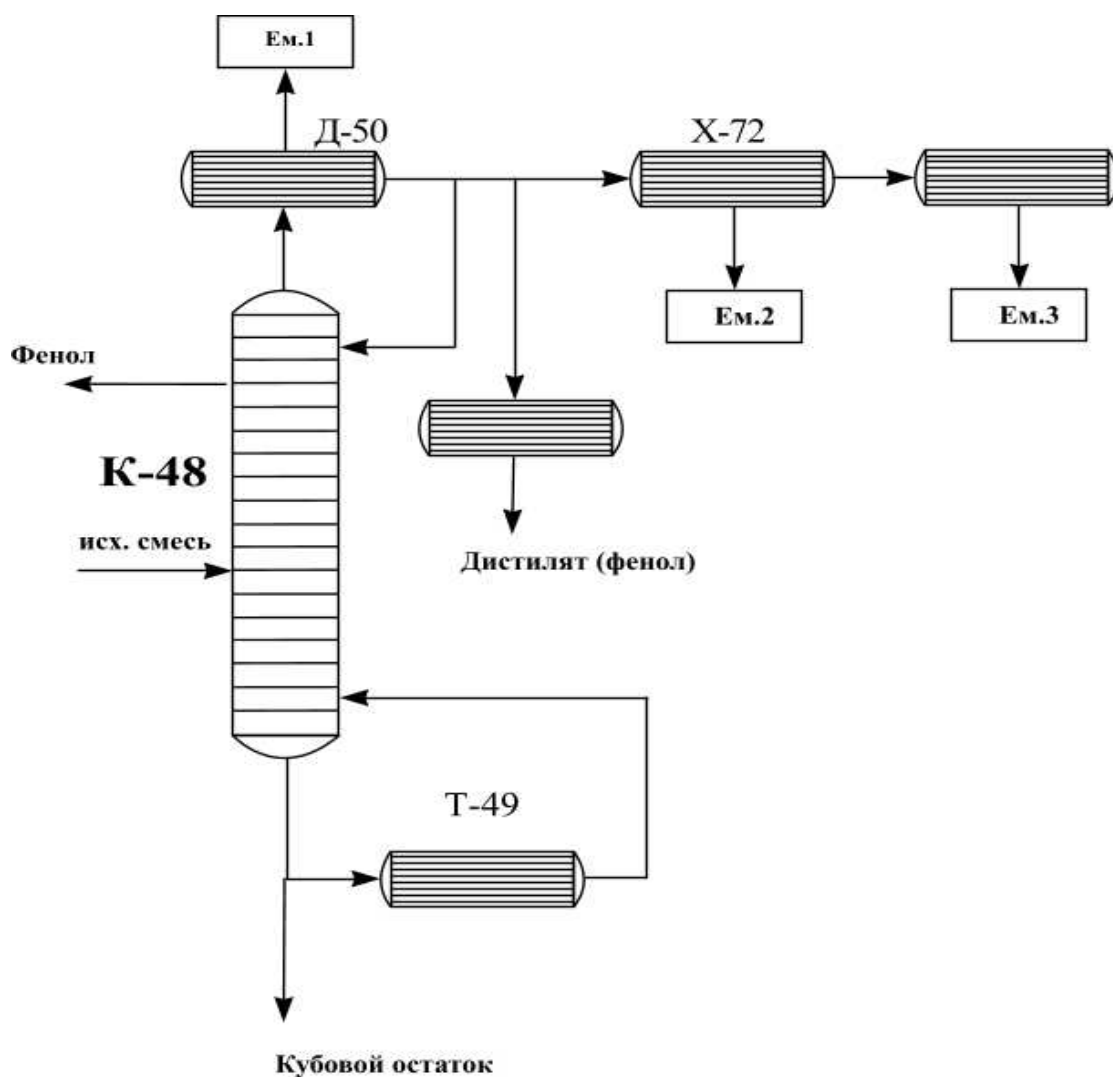 Ем.1
Д-50
Х-72
Ем.2
Ем.3
Фенол
К-48
исх. смесь
Дистилят (фенол)
Т-49
Кубовой остаток